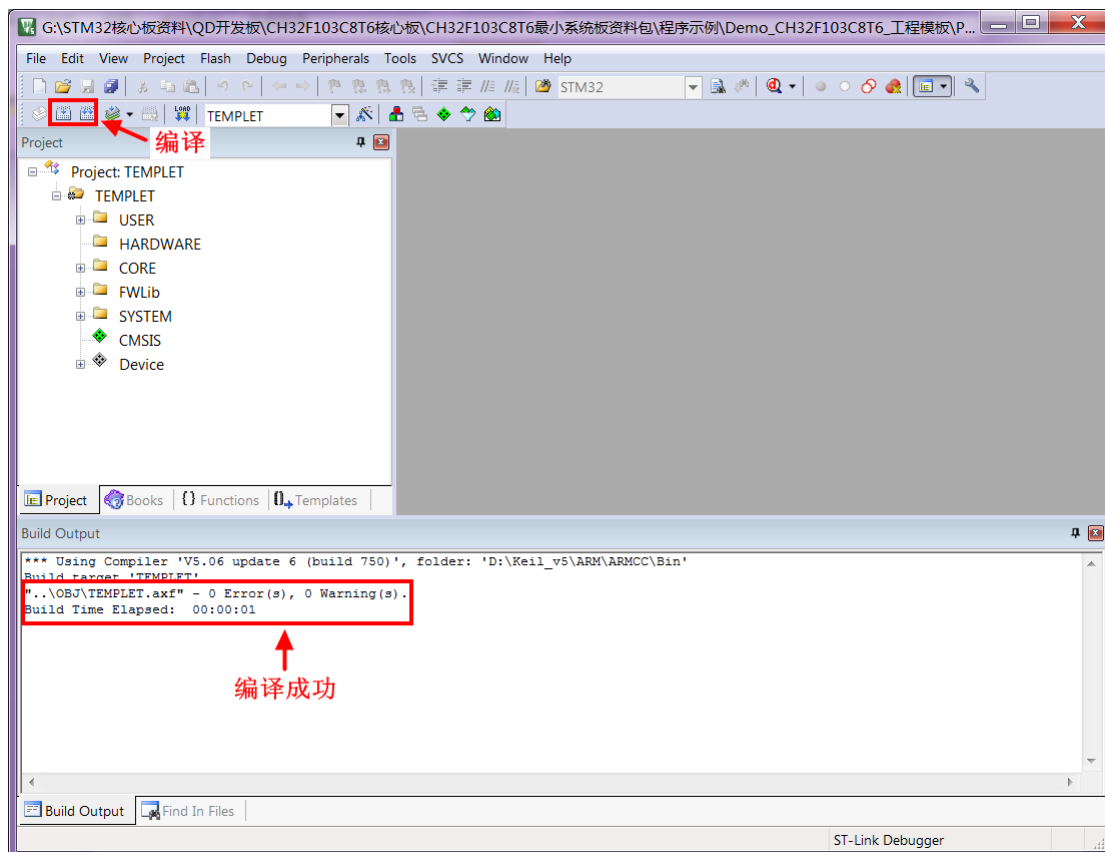 G:\STM32核心板资料\QD开发板\CH32F103C8T6核心板\CH32F103C8T6最小系统板资料包\程序示例\Demo_CH32F103C8T6_工程模板\P...
File Edit View Project Flash Debug Peripherals Tools SVCS Window Help
STM32
LOAD TEMPLET
编译
Project
Project: TEMPLET
TEMPLET
USER
HARDWARE
CORE
FWLib
SYSTEM
CMSIS
Device
Project Books {} Functions Templates
Build Output
*** Using Compiler 'V5.06 update 6 (build 750)', folder: 'D:\Keil_v5\ARM\ARMCC\Bin'
Build target 'TEMPLET'
"..\OBJ\TEMPLET.axf" - 0 Error(s), 0 Warning(s).
Build Time Elapsed: 00:00:01
编译成功
Build Output Find In Files
ST-Link Debugger